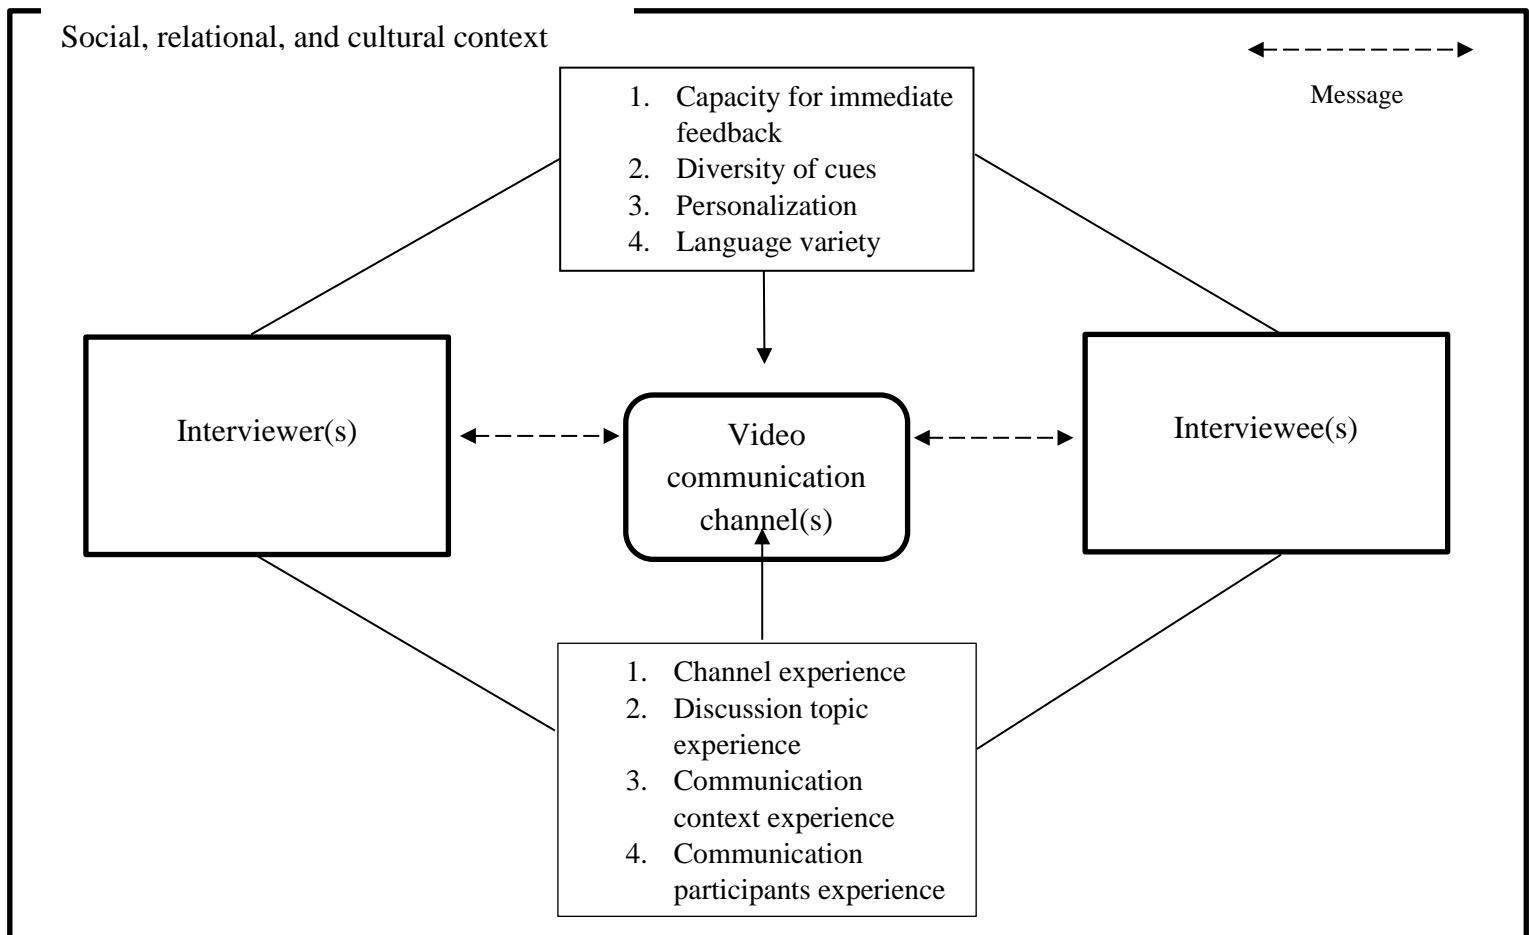 Social, relational, and cultural context
Message
1. Capacity for immediate
feedback
2. Diversity of cues
3. Personalization
4. Language variety
Interviewer(s)
Video
communication
channel(s)
Interviewee(s)
1. Channel experience
2. Discussion topic
experience
3. Communication
context experience
4. Communication
participants experience